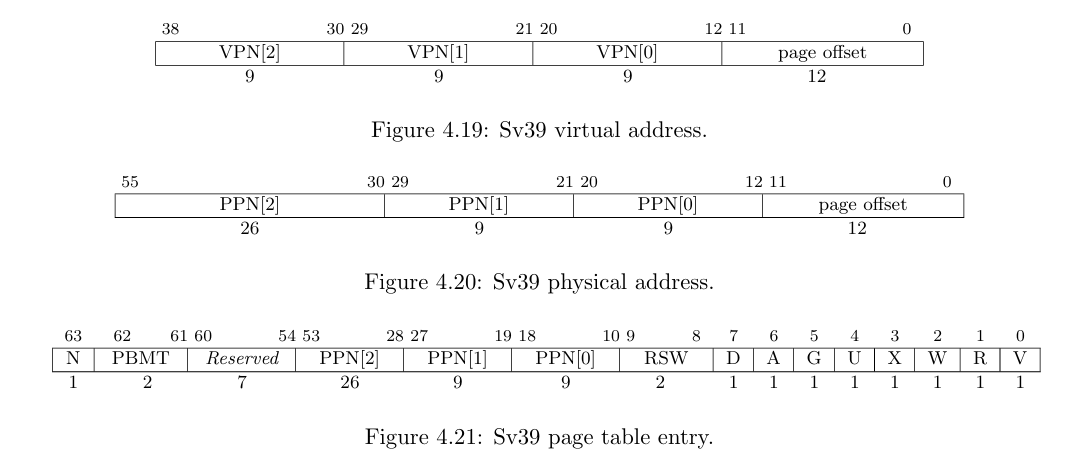 38 30 29 21 20 12 11 0
VPN[2] VPN[1] VPN[0] page offset
9 9 9 12
Figure 4.19: Sv39 virtual address.
55 30 29 21 20 12 11 0
PPN[2] PPN[1] PPN[0] page offset
26 9 9 12
Figure 4.20: Sv39 physical address.
63 62 61 60 54 53 28 27 19 18 10 9 8 7 6 5 4 3 2 1 0
N PBMT Reserved PPN[2] PPN[1] PPN[0] RSW D A G U X W R V
1 2 7 26 9 9 2 1 1 1 1 1 1 1 1
Figure 4.21: Sv39 page table entry.